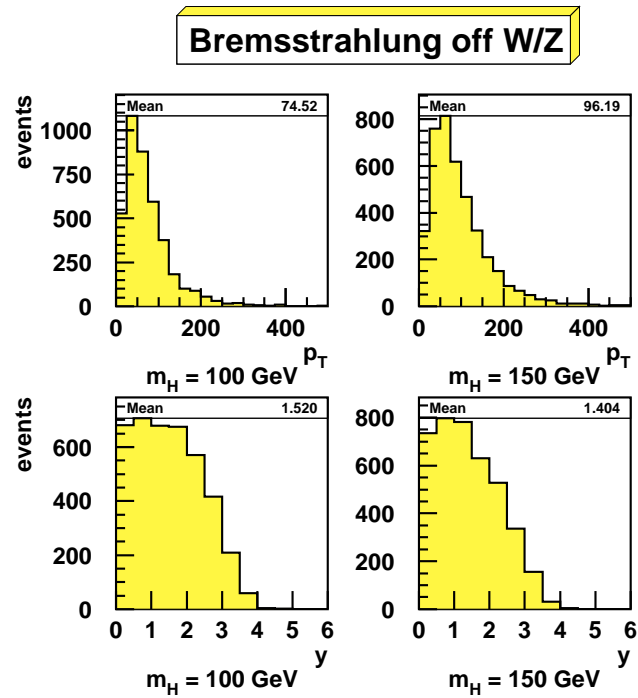 Bremsstrahlung off W/Z
Mean 74.52
events
1000
750
500
250
0
0 200 400
p_T
m_H = 100 GeV
Mean 96.19
800
600
400
200
0
0 200 400
p_T
m_H = 150 GeV
Mean 1.520
events
600
400
200
0
0 1 2 3 4 5 6
y
m_H = 100 GeV
Mean 1.404
800
600
400
200
0
0 1 2 3 4 5 6
y
m_H = 150 GeV